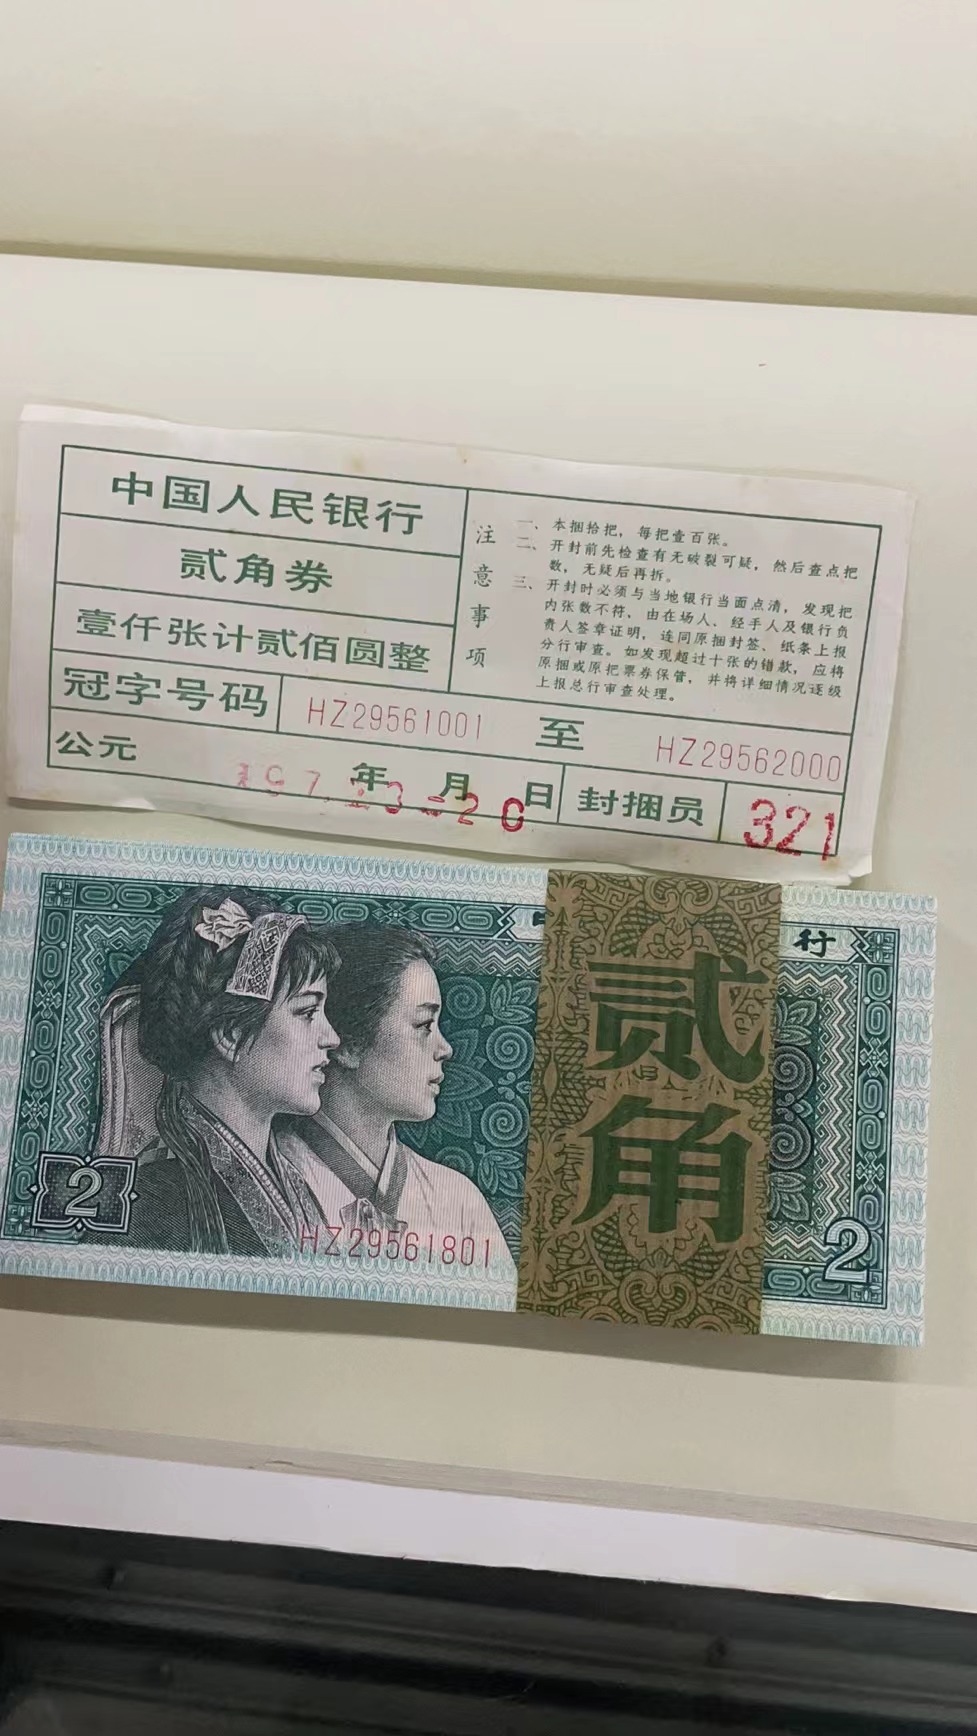 中国人民银行
贰角券
壹仟张计贰佰圆整
冠字号码 HZ29561001 至 HZ29562000
公元 年 月 日 封捆员 321
注意事项
一、本捆拾把，每把壹百张。
二、开封前先检查有无破裂可疑，然后查点把
数，无疑后再拆。
三、开封时必须与当地银行当面点清，发现把
内张数不符，由在场人、经手人及银行负
责人签章证明，连同原捆封签、纸条上报
分行审查。如发现超过十张的错款，应将
原捆或原把票券保管，并将详细情况逐级
上报总行审查处理。
行
贰角
2
HZ29561801
2